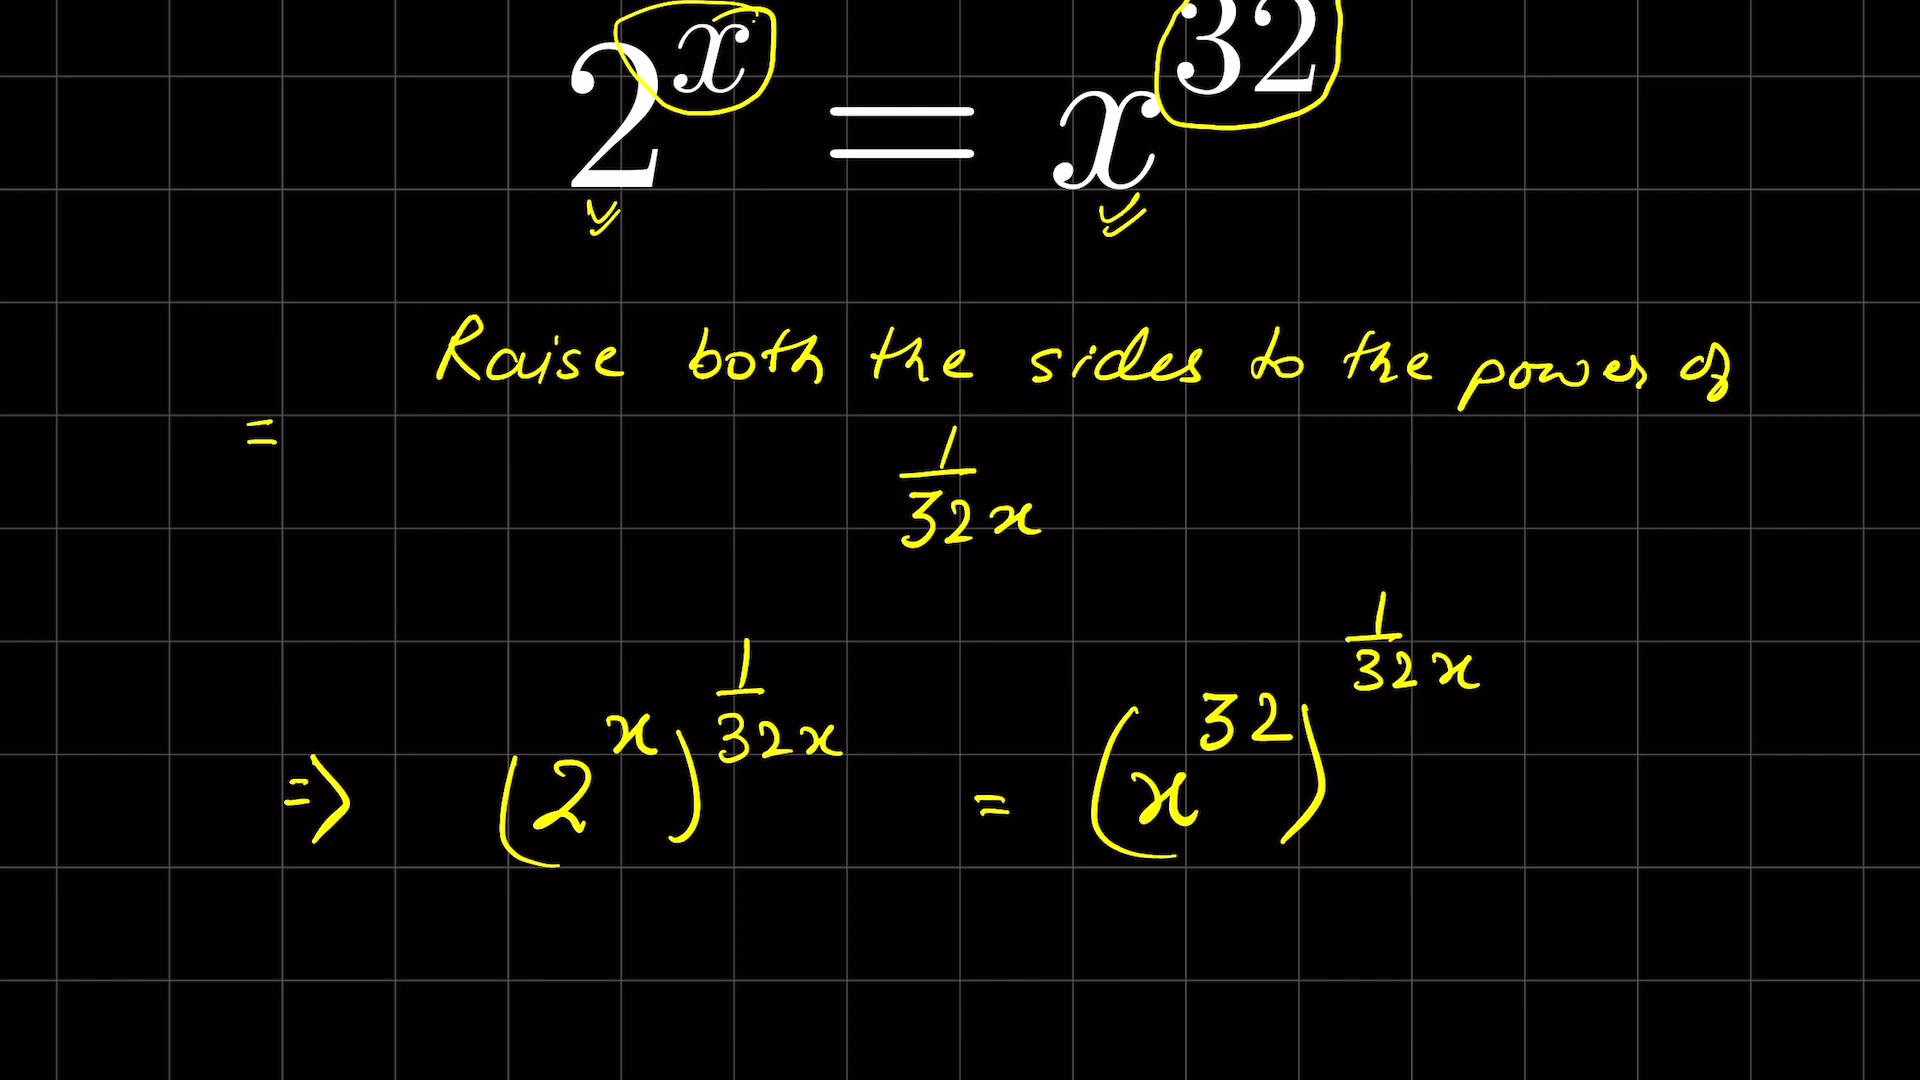 2^x = x^32
Raise both the sides to the power of
=
1/32x
=> (2^x)^1/32x = (x^32)^1/32x